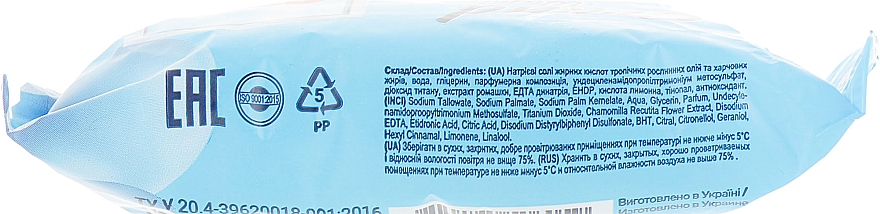 EAC
ISO 9001:2015
5
PP
Склад/Состав/Ingredients: (UA) Натрієві солі жирних кислот тропічних рослинних олій та харчових
жирів, вода, гліцерин, парфумерна композиція, ундециленамідопропілтримоніум метосульфат,
діоксид титану, екстракт ромашки, ЕДТА динатрія, EHDP, кислота лимонна, тінопал, антиоксидант.
(INCI) Sodium Tallowate, Sodium Palmate, Sodium Palm Kernelate, Aqua, Glycerin, Parfum, Undecyle-
namidopropyltrimonium Methosulfate, Titanium Dioxide, Chamomilla Recutita Flower Extract, Disodium
EDTA, Etidronic Acid, Citric Acid, Disodium Distyrylbiphenyl Disulfonate, BHT, Citral, Citronellol, Geraniol,
Hexyl Cinnamal, Limonene, Linalool.
(UA) Зберігати в сухих, закритих, добре провітрюваних приміщеннях при температурі не нижче мінус 5°С
і відносній вологості повітря не вище 75%. (RUS) Хранить в сухих, закрытых, хорошо проветриваемых
помещениях при температуре не ниже минус 5°С и относительной влажности воздуха не выше 75% .
ТУ У 20.4-39620018-001:2016
Виготовлено в Україні /
Изготовлено в Украине